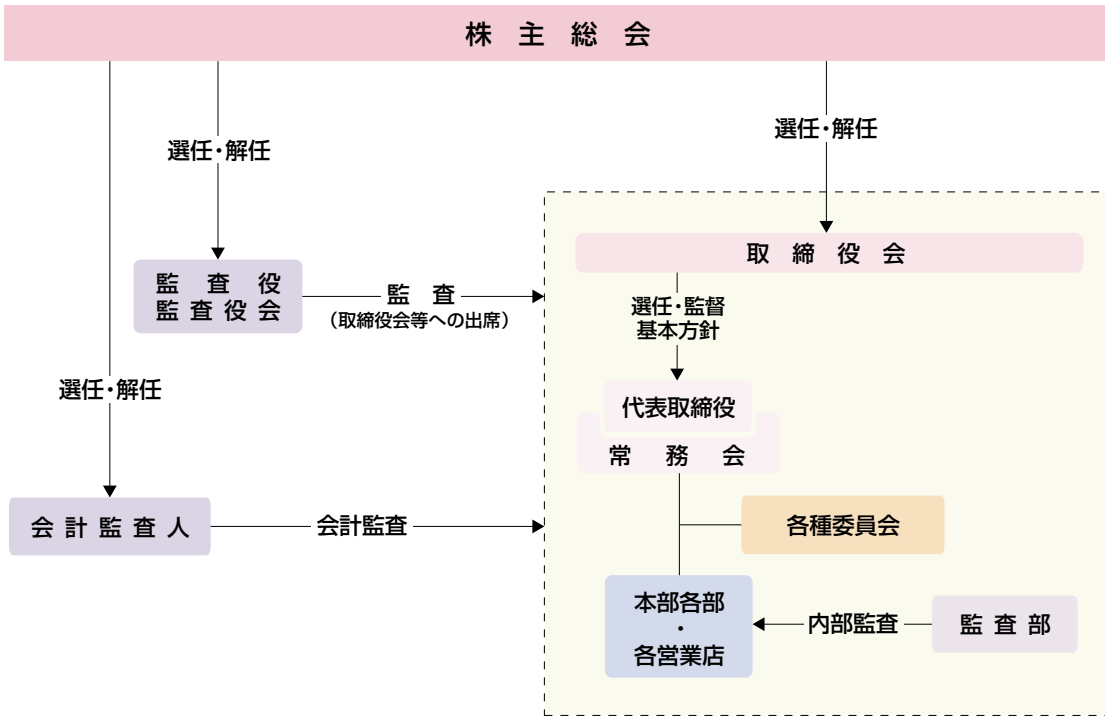 株主総会
選任・解任
選任・解任
選任・解任
取締役会
監査役
監査役会
監査
（取締役会等への出席）
選任・監督
基本方針
代表取締役
常務会
会計監査人
会計監査
各種委員会
本部各部
・
各営業店
内部監査
監査部